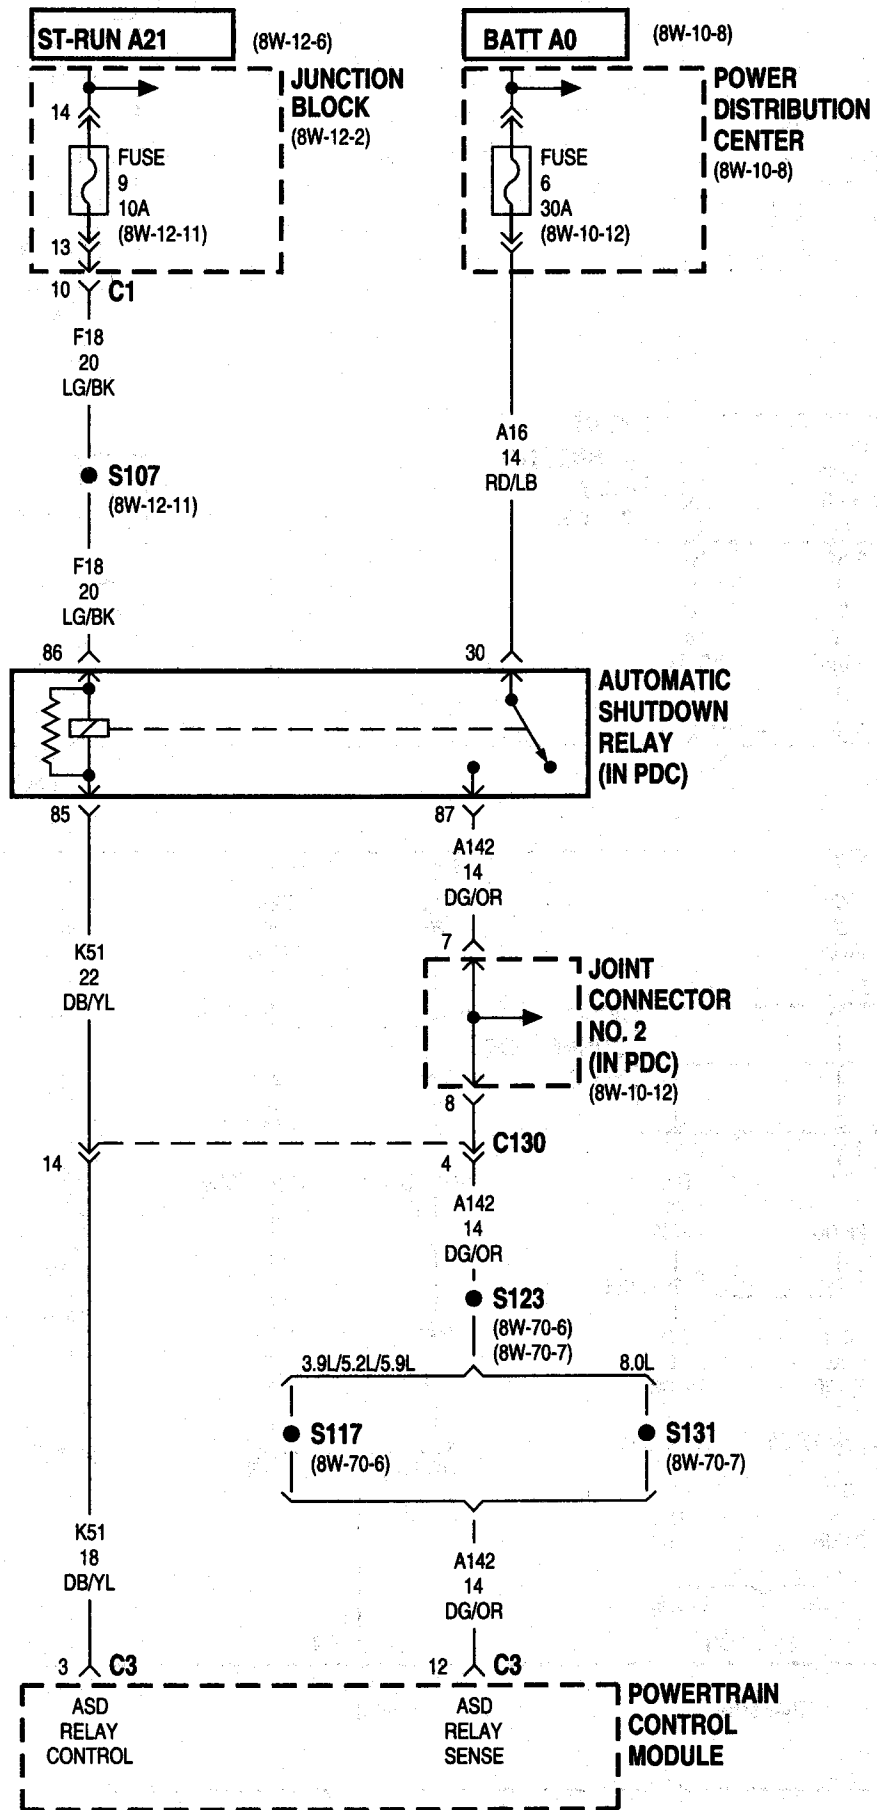 ST-RUN A21
(8W-12-6)
BATT A0
(8W-10-8)
JUNCTION
BLOCK
(8W-12-2)
14
FUSE
9
10A
(8W-12-11)
13
10
C1
POWER
DISTRIBUTION
CENTER
(8W-10-8)
FUSE
6
30A
(8W-10-12)
F18
20
LG/BK
A16
14
RD/LB
S107
(8W-12-11)
F18
20
LG/BK
86
30
AUTOMATIC
SHUTDOWN
RELAY
(IN PDC)
85
87
A142
14
DG/OR
K51
22
DB/YL
7
JOINT
CONNECTOR
NO. 2
(IN PDC)
(8W-10-12)
8
C130
14
4
A142
14
DG/OR
S123
(8W-70-6)
(8W-70-7)
3.9L/5.2L/5.9L
8.0L
S117
(8W-70-6)
S131
(8W-70-7)
K51
18
DB/YL
A142
14
DG/OR
3
C3
12
C3
ASD
RELAY
CONTROL
ASD
RELAY
SENSE
POWERTRAIN
CONTROL
MODULE